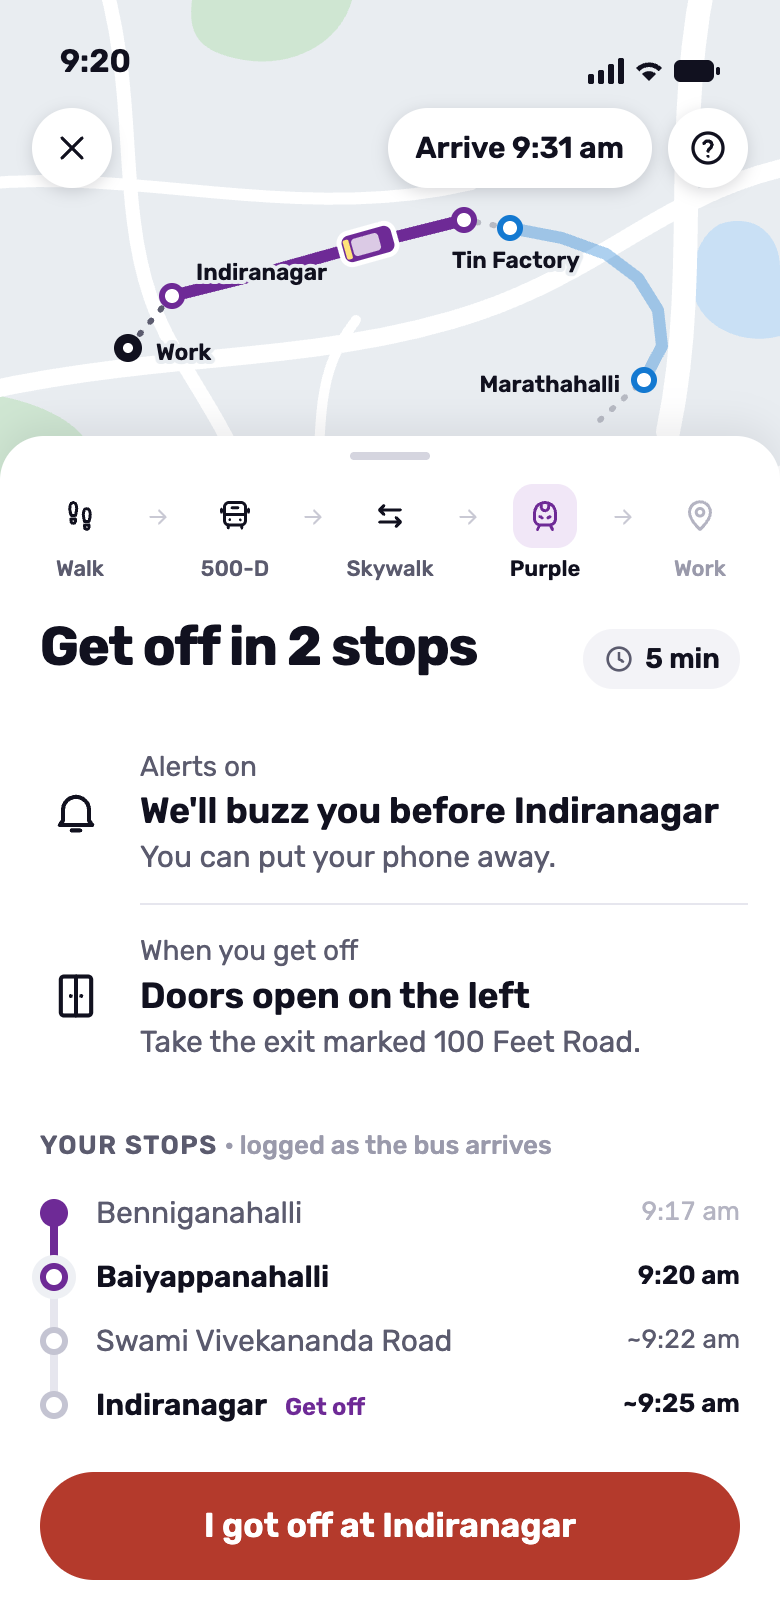 9:20
Arrive 9:31 am
Indiranagar
Tin Factory
Work
Marathahalli
Walk
500-D
Skywalk
Purple
Work
Get off in 2 stops
5 min
Alerts on
We'll buzz you before Indiranagar
You can put your phone away.
When you get off
Doors open on the left
Take the exit marked 100 Feet Road.
YOUR STOPS • logged as the bus arrives
Benniganahalli 9:17 am
Baiyappanahalli 9:20 am
Swami Vivekananda Road ~9:22 am
Indiranagar Get off ~9:25 am
I got off at Indiranagar